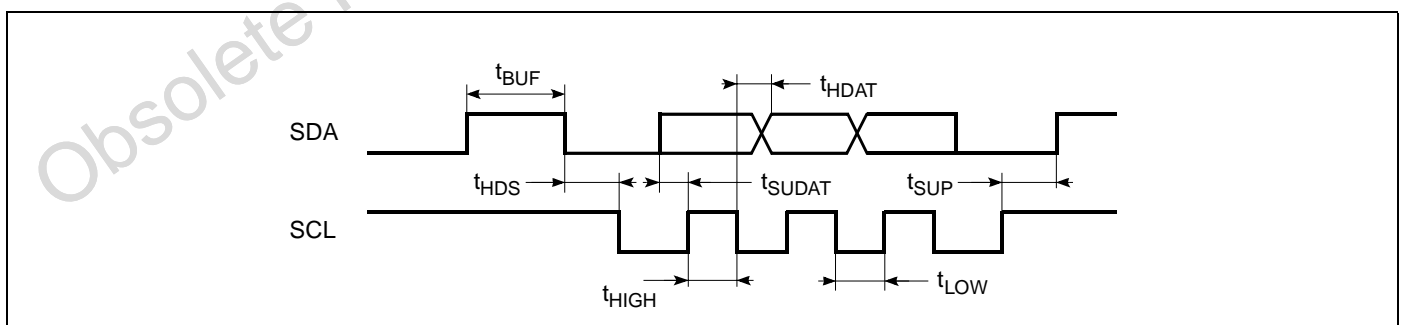 Obsolete
tBUF
tHDAT
SDA
tHDS
tSUDAT
tSUP
SCL
tHIGH
tLOW